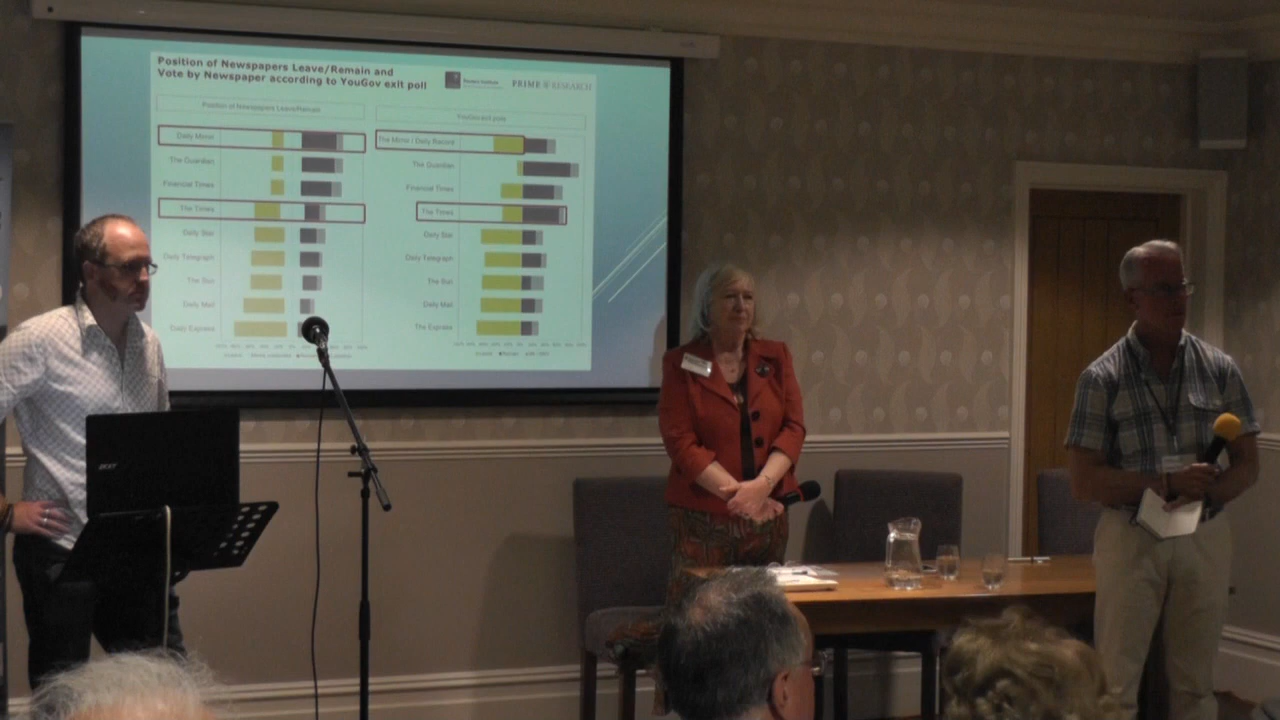 Position of Newspapers Leave/Remain and
Vote by Newspaper according to YouGov exit poll
PRIME RESEARCH
Position of Newspapers Leave/Remain
YouGov exit poll
Daily Mirror
The Guardian
Financial Times
The Times
Daily Star
Daily Telegraph
The Sun
Daily Mail
Daily Express
The Mirror / Daily Record
The Guardian
Financial Times
The Times
Daily Star
Daily Telegraph
The Sun
Daily Mail
The Express
acer